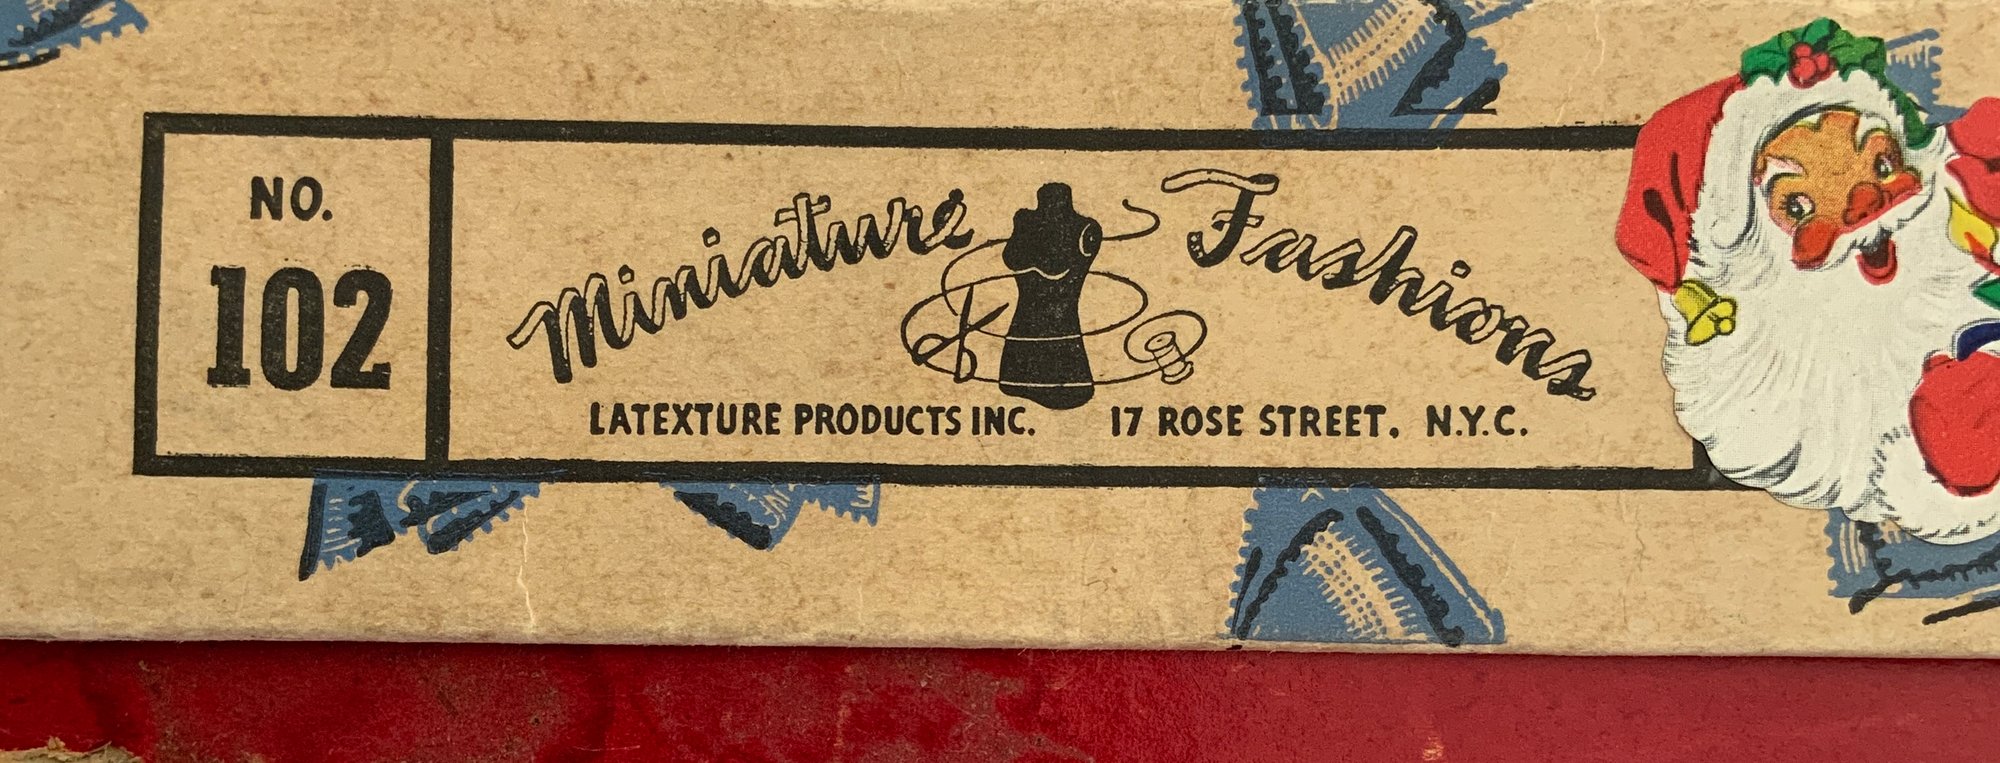 NO.
102
Miniature Fashions
LATEXTURE PRODUCTS INC. 17 ROSE STREET. N.Y.C.